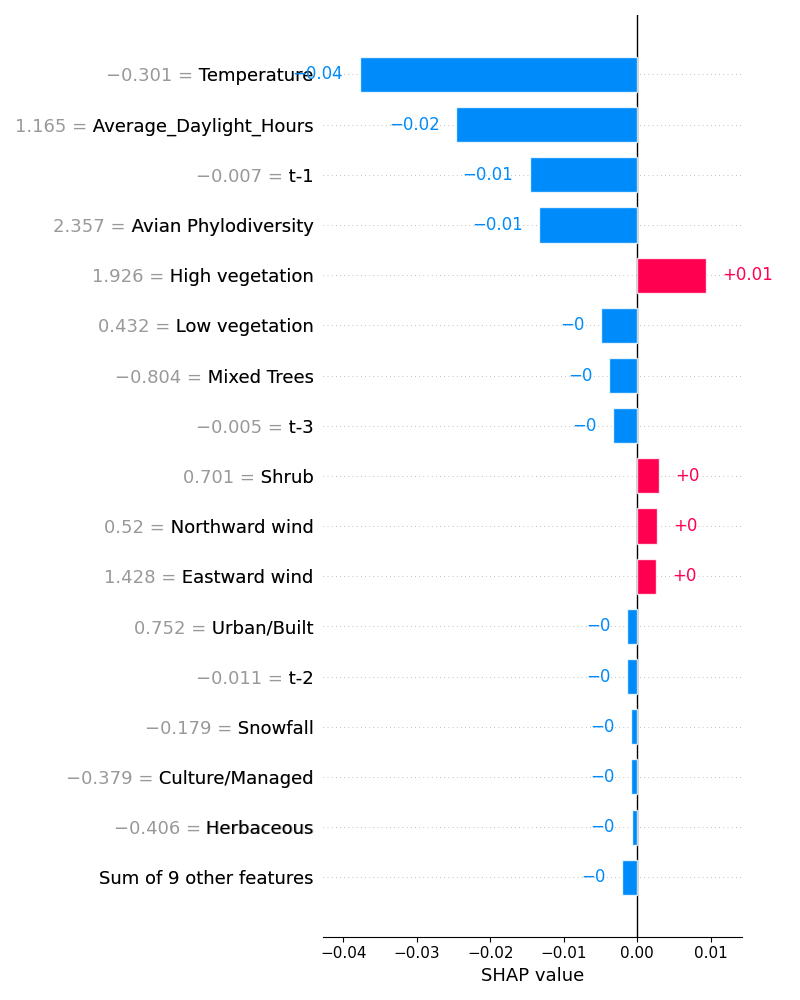 −0.301 = Temperature −0.04
1.165 = Average_Daylight_Hours −0.02
−0.007 = t-1 −0.01
2.357 = Avian Phylodiversity −0.01
1.926 = High vegetation +0.01
0.432 = Low vegetation −0
−0.804 = Mixed Trees −0
−0.005 = t-3 −0
0.701 = Shrub +0
0.52 = Northward wind +0
1.428 = Eastward wind +0
0.752 = Urban/Built −0
−0.011 = t-2 −0
−0.179 = Snowfall −0
−0.379 = Culture/Managed −0
−0.406 = Herbaceous −0
Sum of 9 other features −0
−0.04 −0.03 −0.02 −0.01 0.00 0.01
SHAP value